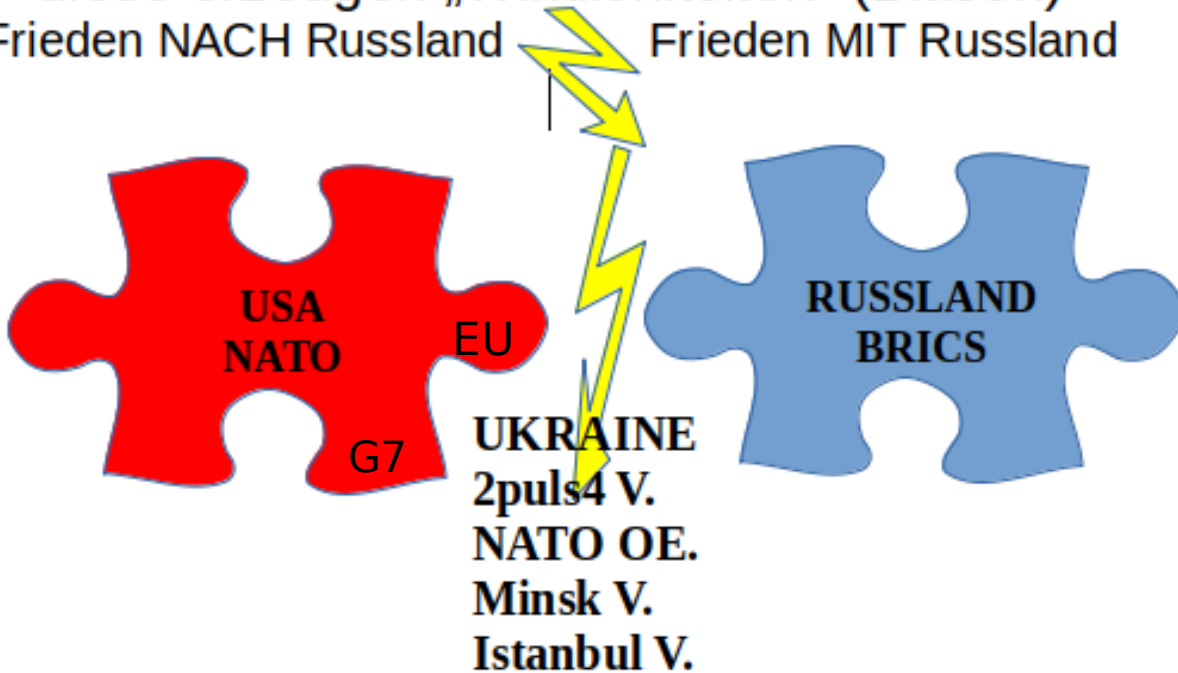 Frieden NACH Russland
Frieden MIT Russland
USA
NATO
EU
G7
RUSSLAND
BRICS
UKRAINE
2puls4 V.
NATO OE.
Minsk V.
Istanbul V.